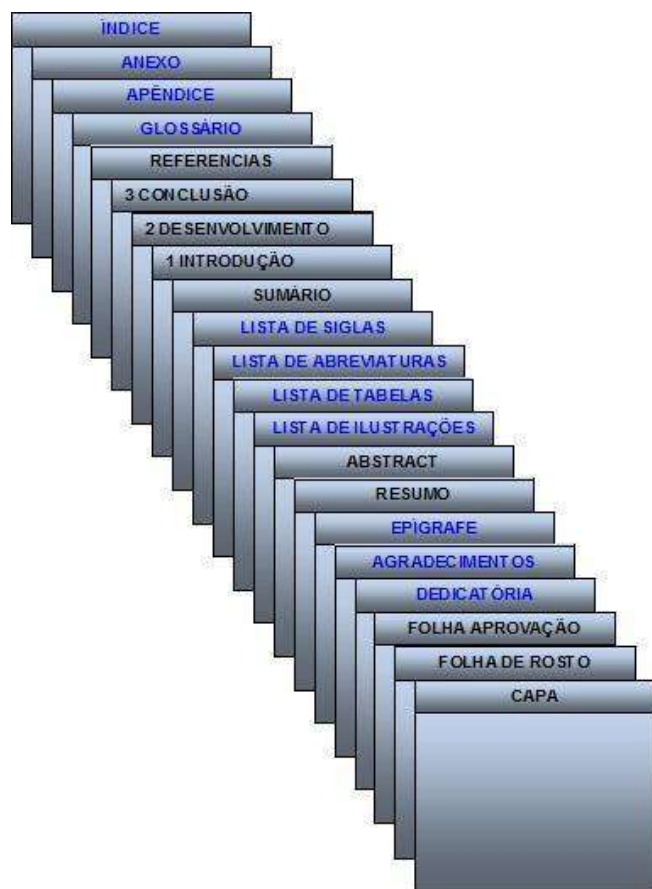 ÍNDICE
ANEXO
APÊNDICE
GLOSSÁRIO
REFERENCIAS
3 CONCLUSÃO
2 DESENVOLVIMENTO
1 INTRODUÇÃO
SUMÁRIO
LISTA DE SIGLAS
LISTA DE ABREVIATURAS
LISTA DE TABELAS
LISTA DE ILUSTRAÇÕES
ABSTRACT
RESUMO
EPÌGRAFE
AGRADECIMENTOS
DEDICATÓRIA
FOLHA APROVAÇÃO
FOLHA DE ROSTO
CAPA